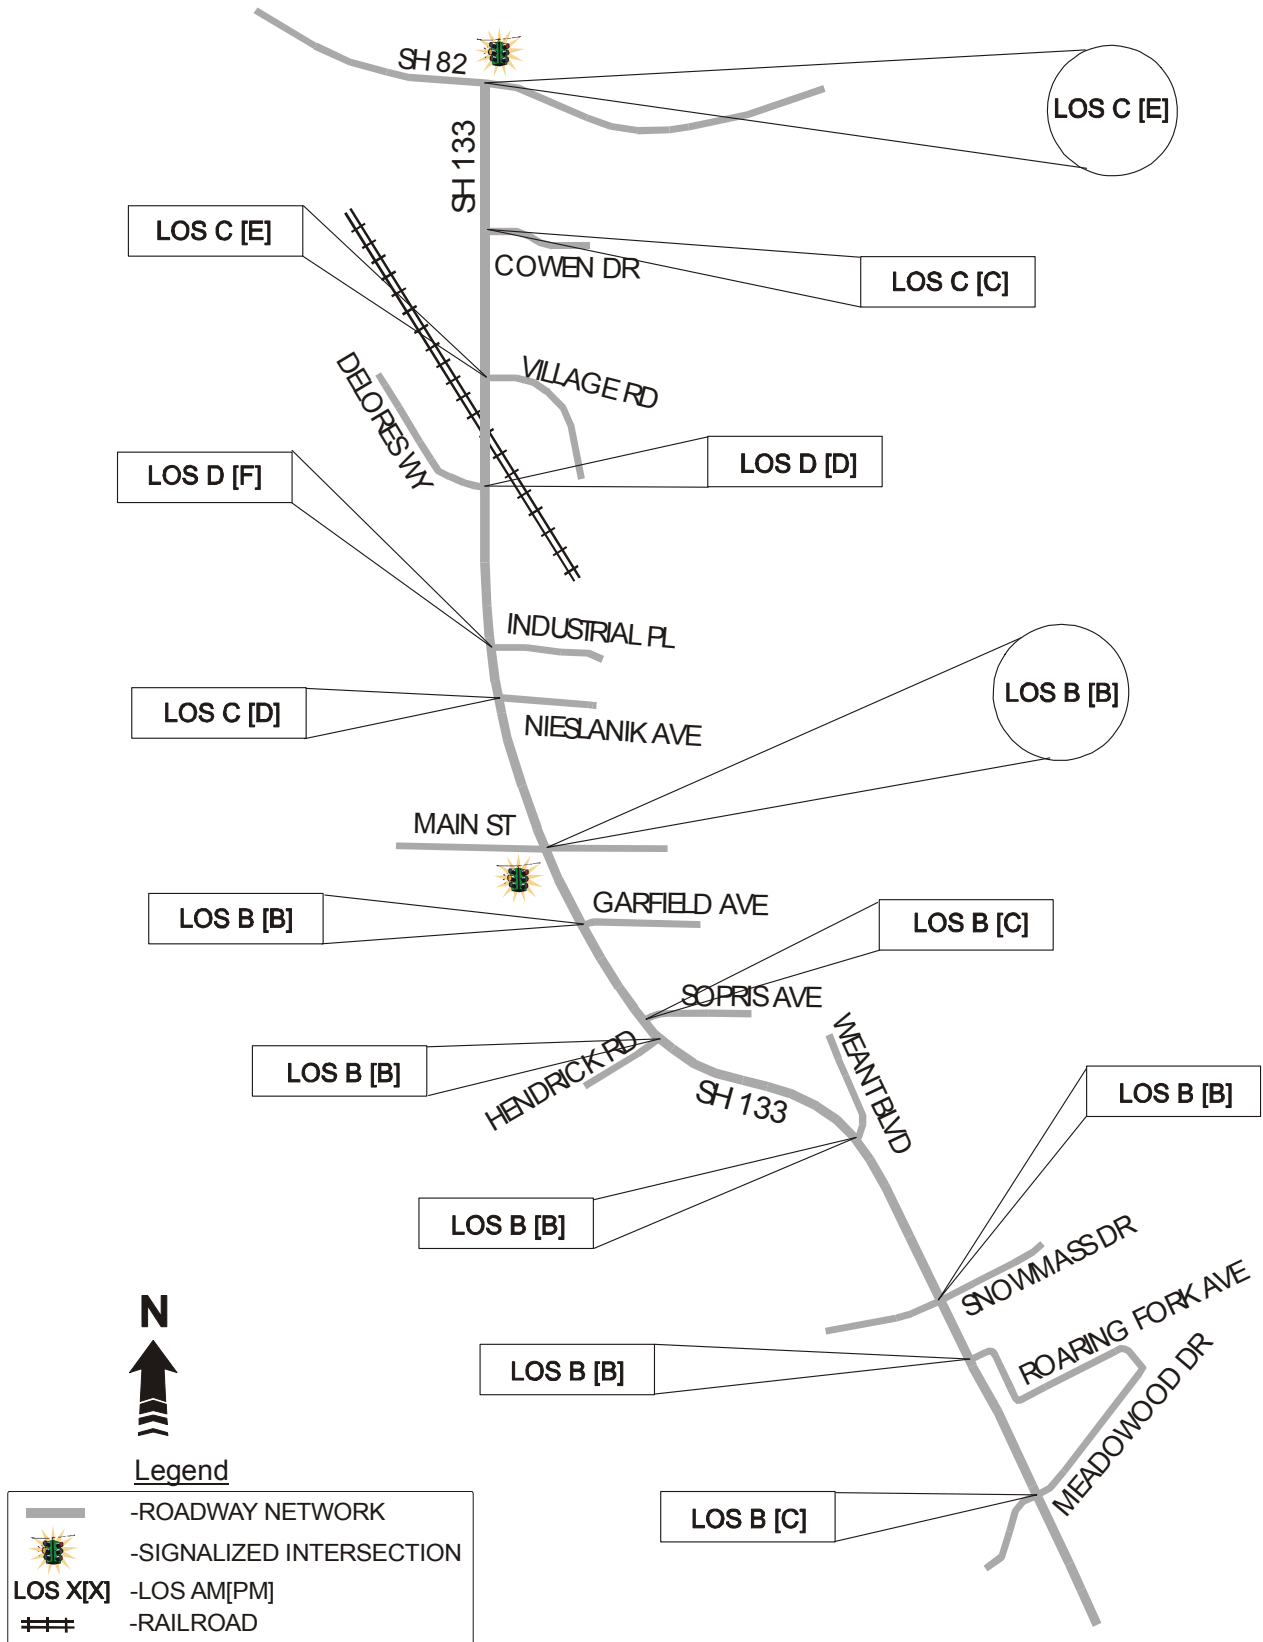 SH 82
LOS C [E]
SH 133
LOS C [E]
COWEN DR
LOS C [C]
VILLAGE RD
DELORES WY
LOS D [F]
LOS D [D]
INDUSTRIAL PL
LOS C [D]
NIESLANIK AVE
LOS B [B]
MAIN ST
LOS B [B]
GARFIELD AVE
LOS B [C]
SOPRIS AVE
LOS B [B]
HENDRICK RD
SH 133
WEANT BLVD
LOS B [B]
LOS B [B]
SNOWMASS DR
LOS B [B]
ROARING FORK AVE
MEADOWOOD DR
LOS B [C]
N
Legend
-ROADWAY NETWORK
-SIGNALIZED INTERSECTION
LOS X[X] -LOS AM[PM]
-RAILROAD